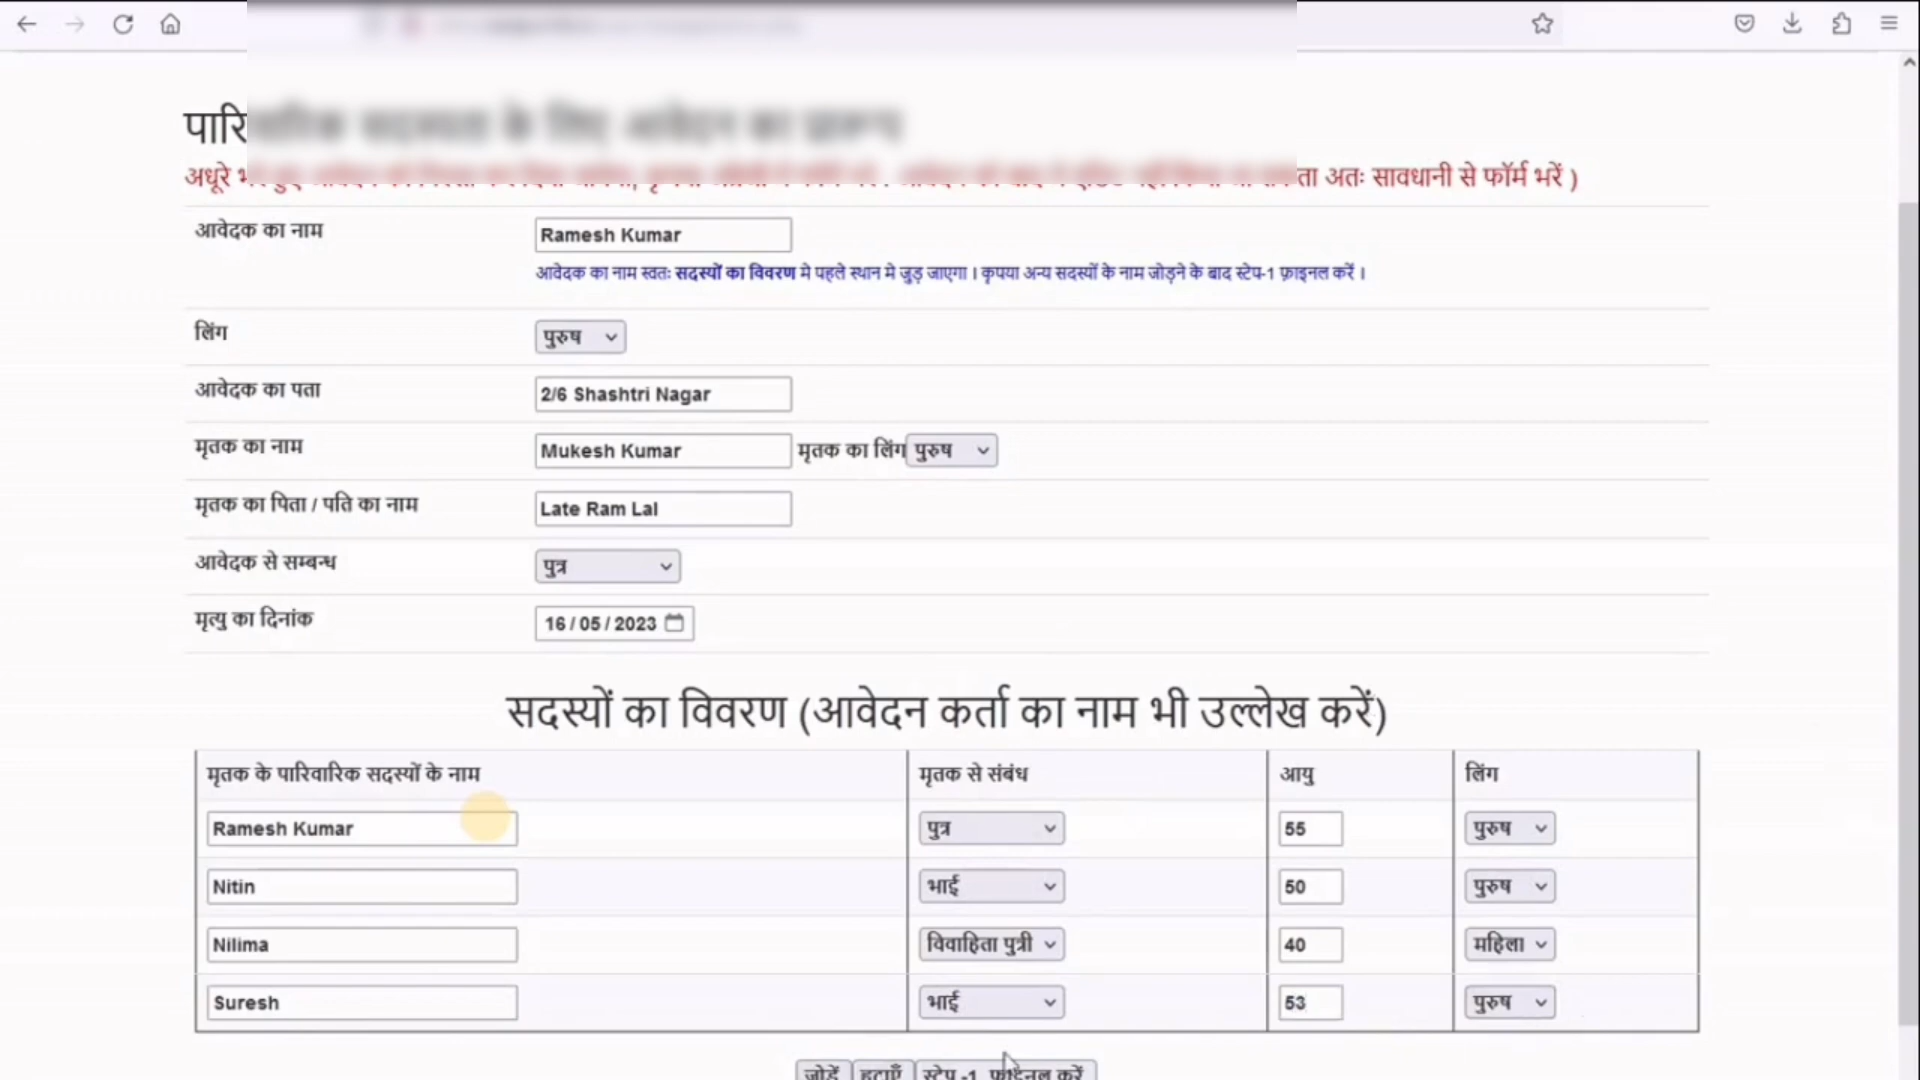 पारि
अधूरे ता अतः सावधानी से फॉर्म भरें )
आवेदक का नाम Ramesh Kumar
आवेदक का नाम स्वतः सदस्यों का विवरण मे पहले स्थान मे जुड़ जाएगा । कृपया अन्य सदस्यों के नाम जोड़ने के बाद स्टेप-1 फ़ाइनल करें ।
लिंग पुरुष
आवेदक का पता 2/6 Shashtri Nagar
मृतक का नाम Mukesh Kumar मृतक का लिंग पुरुष
मृतक का पिता / पति का नाम Late Ram Lal
आवेदक से सम्बन्ध पुत्र
मृत्यु का दिनांक 16 / 05 / 2023
सदस्यों का विवरण (आवेदन कर्ता का नाम भी उल्लेख करें)
मृतक के पारिवारिक सदस्यों के नाम मृतक से संबंध आयु लिंग
Ramesh Kumar पुत्र 55 पुरुष
Nitin भाई 50 पुरुष
Nilima विवाहिता पुत्री 40 महिला
Suresh भाई 53 पुरुष
जोड़ें हटाएँ स्टेप -1 फ़ाइनल करें